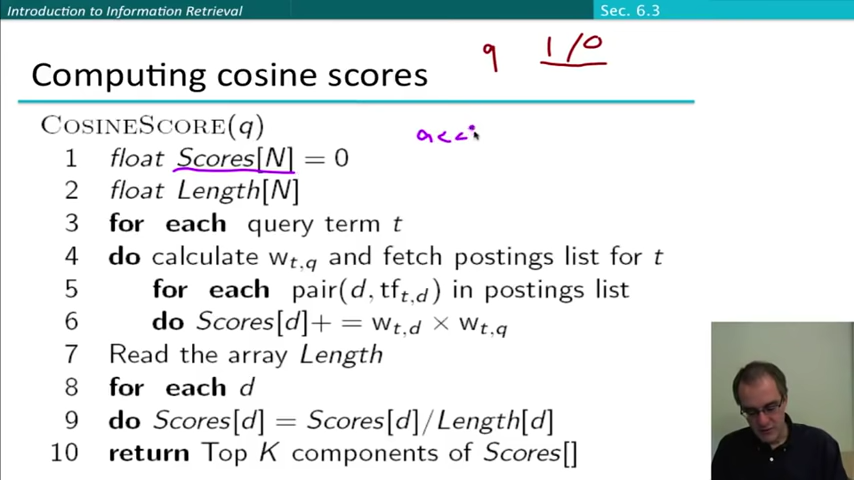 Introduction to Information Retrieval
Sec. 6.3
q 1/0
Computing cosine scores
COSINESCORE(q)
acc
1 float Scores[N] = 0
2 float Length[N]
3 for each query term t
4 do calculate w_{t,q} and fetch postings list for t
5 for each pair(d, tf_{t,d}) in postings list
6 do Scores[d]+ = w_{t,d} × w_{t,q}
7 Read the array Length
8 for each d
9 do Scores[d] = Scores[d]/Length[d]
10 return Top K components of Scores[]